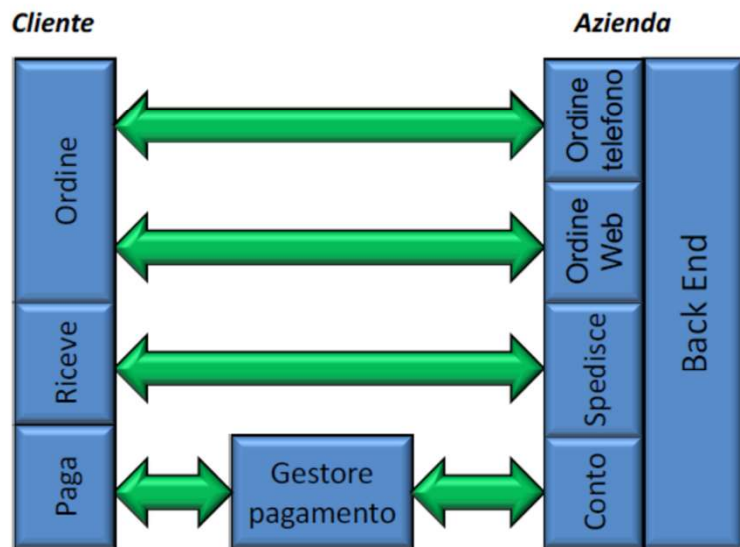 Cliente
Azienda
Ordine
Ordine
telefono
Ordine
Web
Back End
Riceve
Spedisce
Paga
Gestore
pagamento
Conto